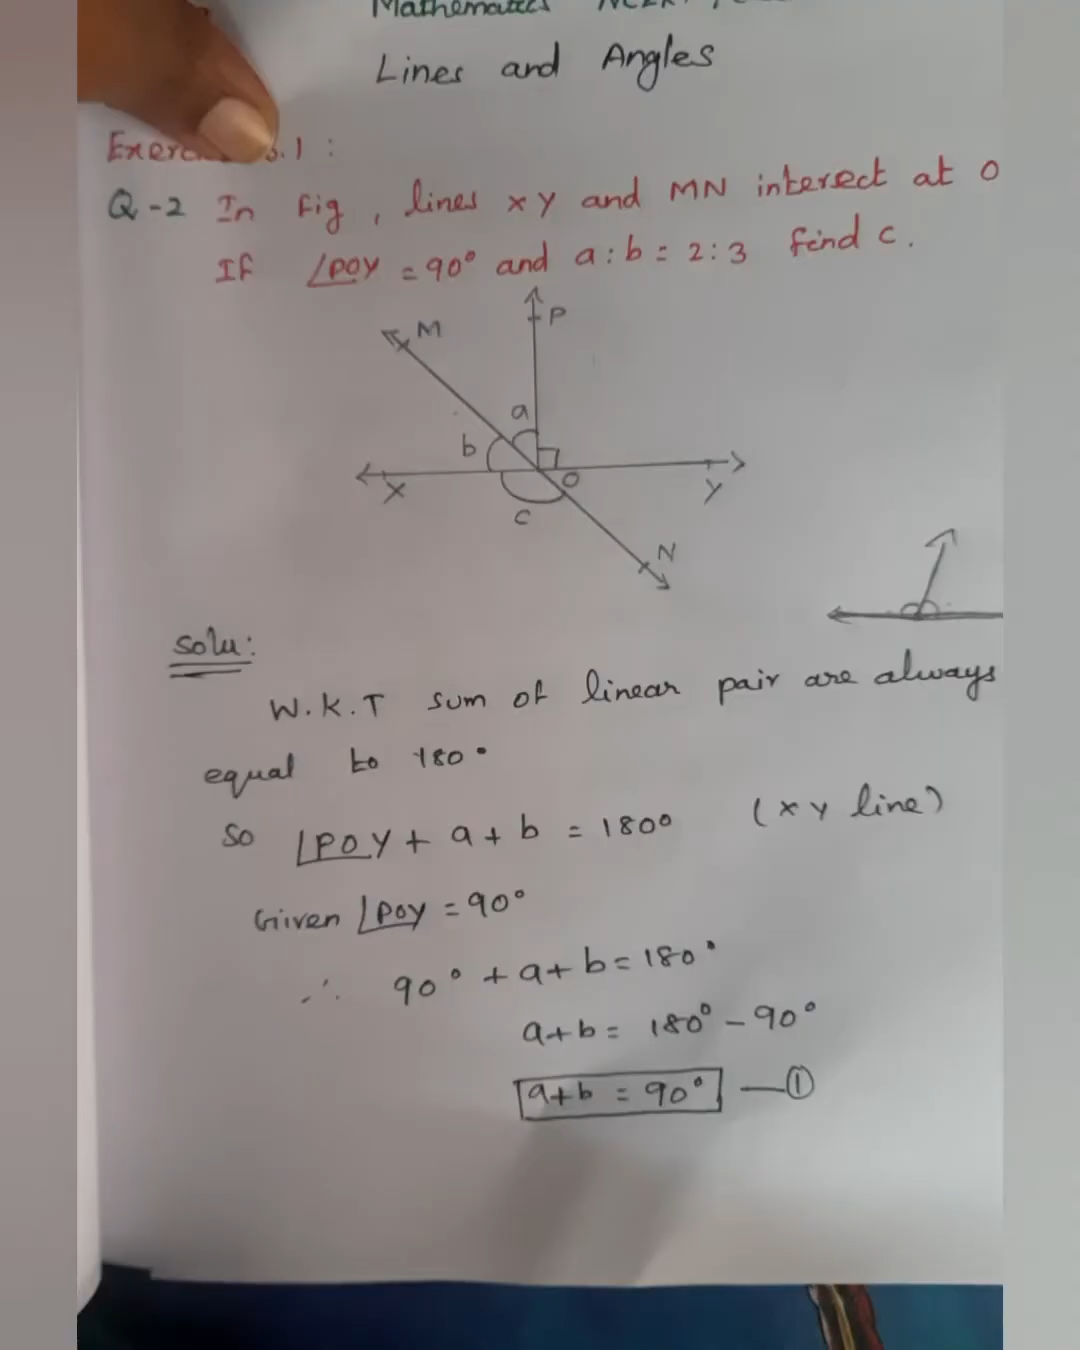 Mathematics
Lines and Angles
Q-2 In fig, lines xy and MN interect at O
If ∠POY = 90° and a:b = 2:3 find c.
M
P
a
b
O
X
Y
c
N
Solu:
W.K.T sum of linear pair are always
equal to 180°
So ∠POY + a + b = 180° (xy line)
Given ∠POY = 90°
∴ 90° + a + b = 180°
a+b = 180° - 90°
a+b = 90° —①